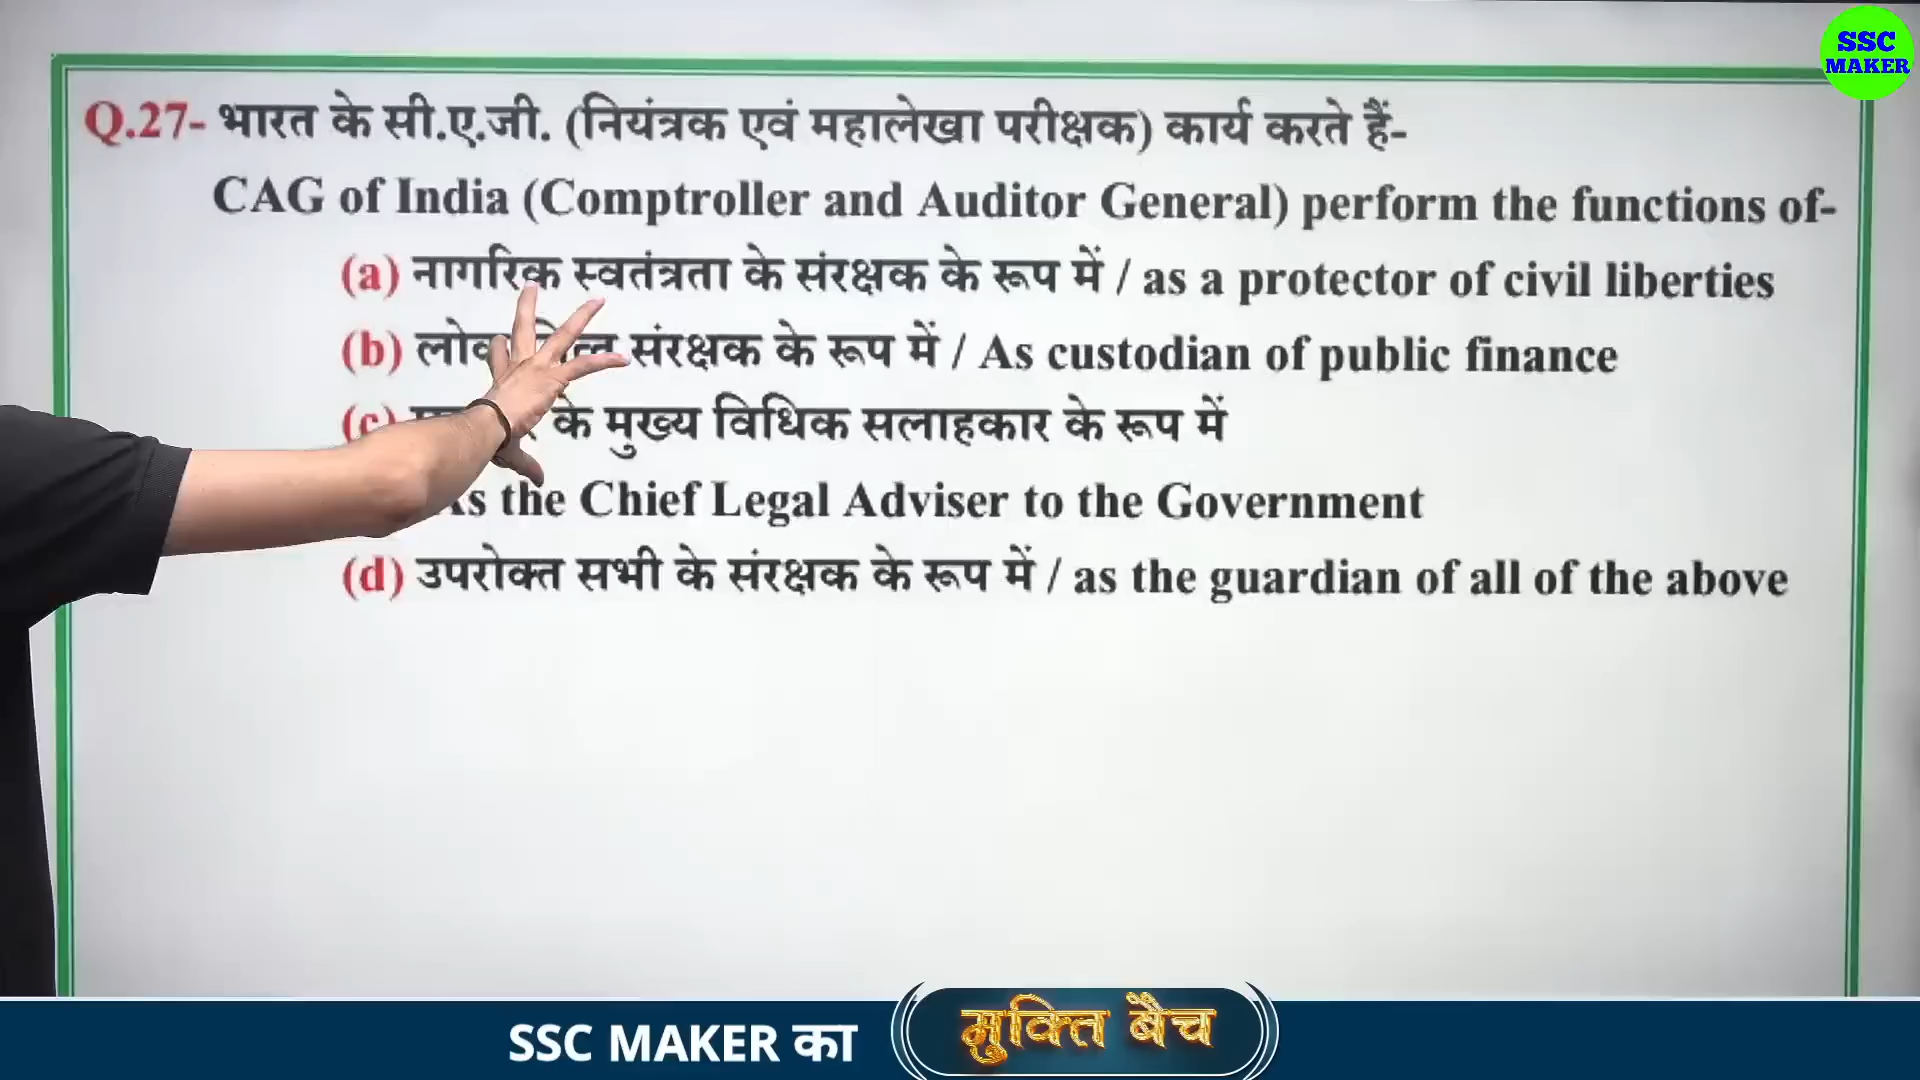 SSC
MAKER
Q.27- भारत के सी.ए.जी. (नियंत्रक एवं महालेखा परीक्षक) कार्य करते हैं-
CAG of India (Comptroller and Auditor General) perform the functions of-
(a) नागरिक स्वतंत्रता के संरक्षक के रूप में / as a protector of civil liberties
(b) संरक्षक के रूप में / As custodian of public finance
(c) के मुख्य विधिक सलाहकार के रूप में
the Chief Legal Adviser to the Government
(d) उपरोक्त सभी के संरक्षक के रूप में / as the guardian of all of the above
SSC MAKER का मुक्ति बैच